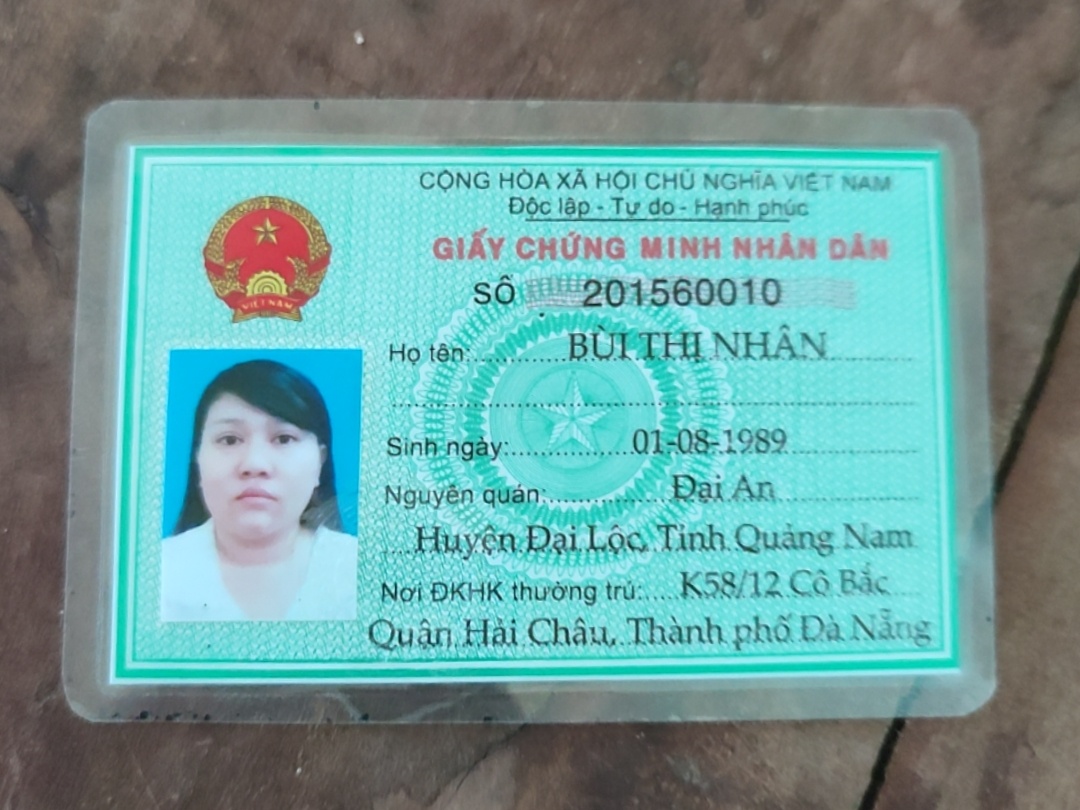 CỘNG HÒA XÃ HỘI CHỦ NGHĨA VIỆT NAM
Độc lập - Tự do - Hạnh phúc
GIẤY CHỨNG MINH NHÂN DÂN
SỐ 201560010
Họ tên: BÙI THỊ NHÂN
Sinh ngày: 01-08-1989
Nguyên quán: Đại An
Huyện Đại Lộc, Tỉnh Quảng Nam
Nơi ĐKHK thường trú: K58/12 Cô Bắc
Quận Hải Châu, Thành phố Đà Nẵng
VIỆT NAM